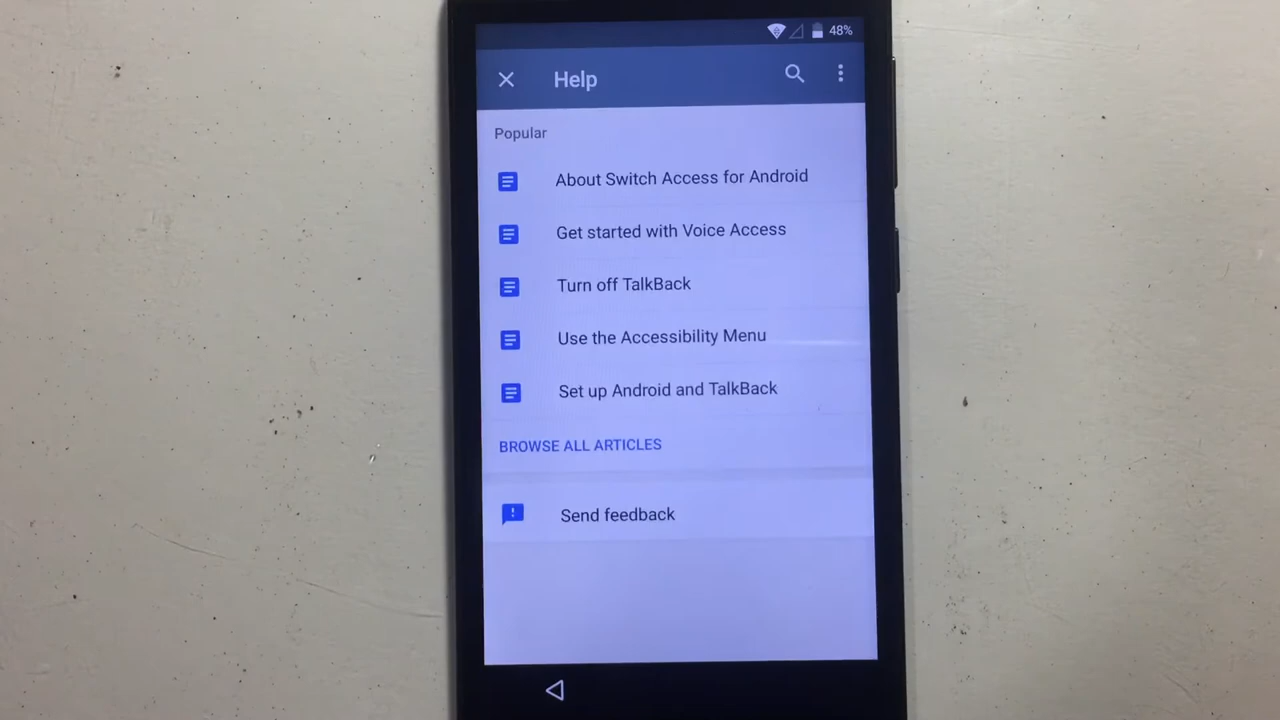 48%
Help
Popular
About Switch Access for Android
Get started with Voice Access
Turn off TalkBack
Use the Accessibility Menu
Set up Android and TalkBack
BROWSE ALL ARTICLES
Send feedback